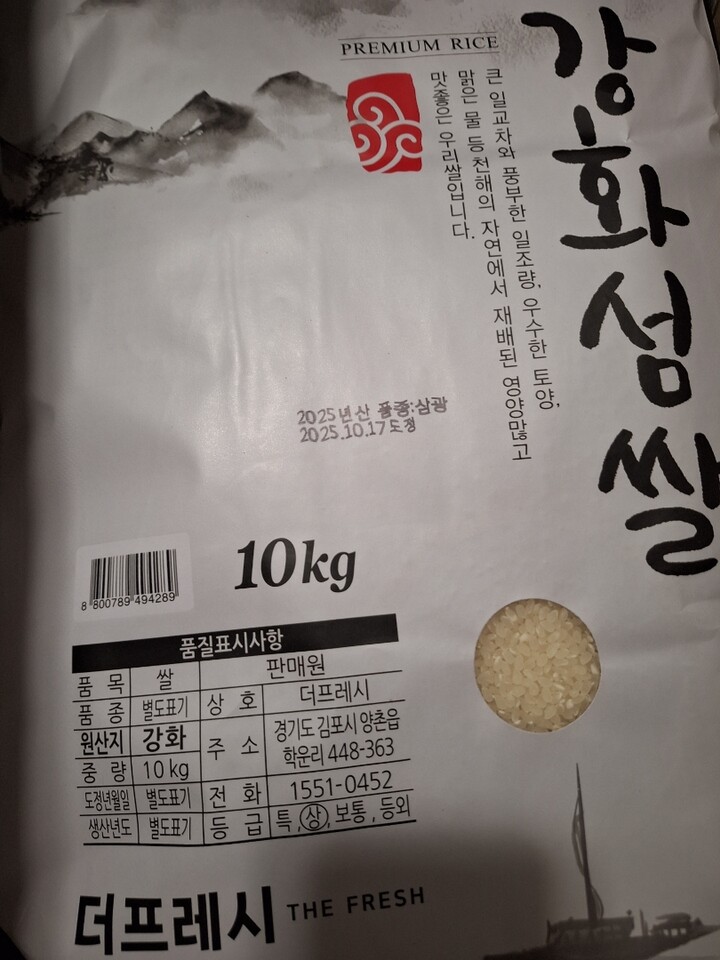 PREMIUM RICE
강화섬쌀
큰 일교차와 풍부한 일조량, 우수한 토양,
맑은 물 등 천혜의 자연에서 재배된 영양많고
맛좋은 우리쌀입니다.
2025년산 품종:삼광
2025.10.17도정
10kg
8 800789 494289
품질표시사항
품 목 쌀 판매원
품 종 별도표기 상 호 더프레시
원산지 강화 주 소 경기도 김포시 양촌읍
학운리 448-363
중 량 10 kg
도정년월일 별도표기 전 화 1551-0452
생산년도 별도표기 등 급 특, 상, 보통, 등외
더프레시 THE FRESH